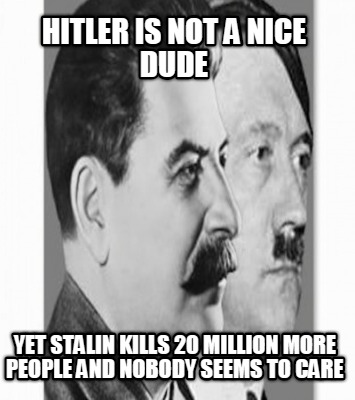 HITLER IS NOT A NICE
DUDE
YET STALIN KILLS 20 MILLION MORE
PEOPLE AND NOBODY SEEMS TO CARE